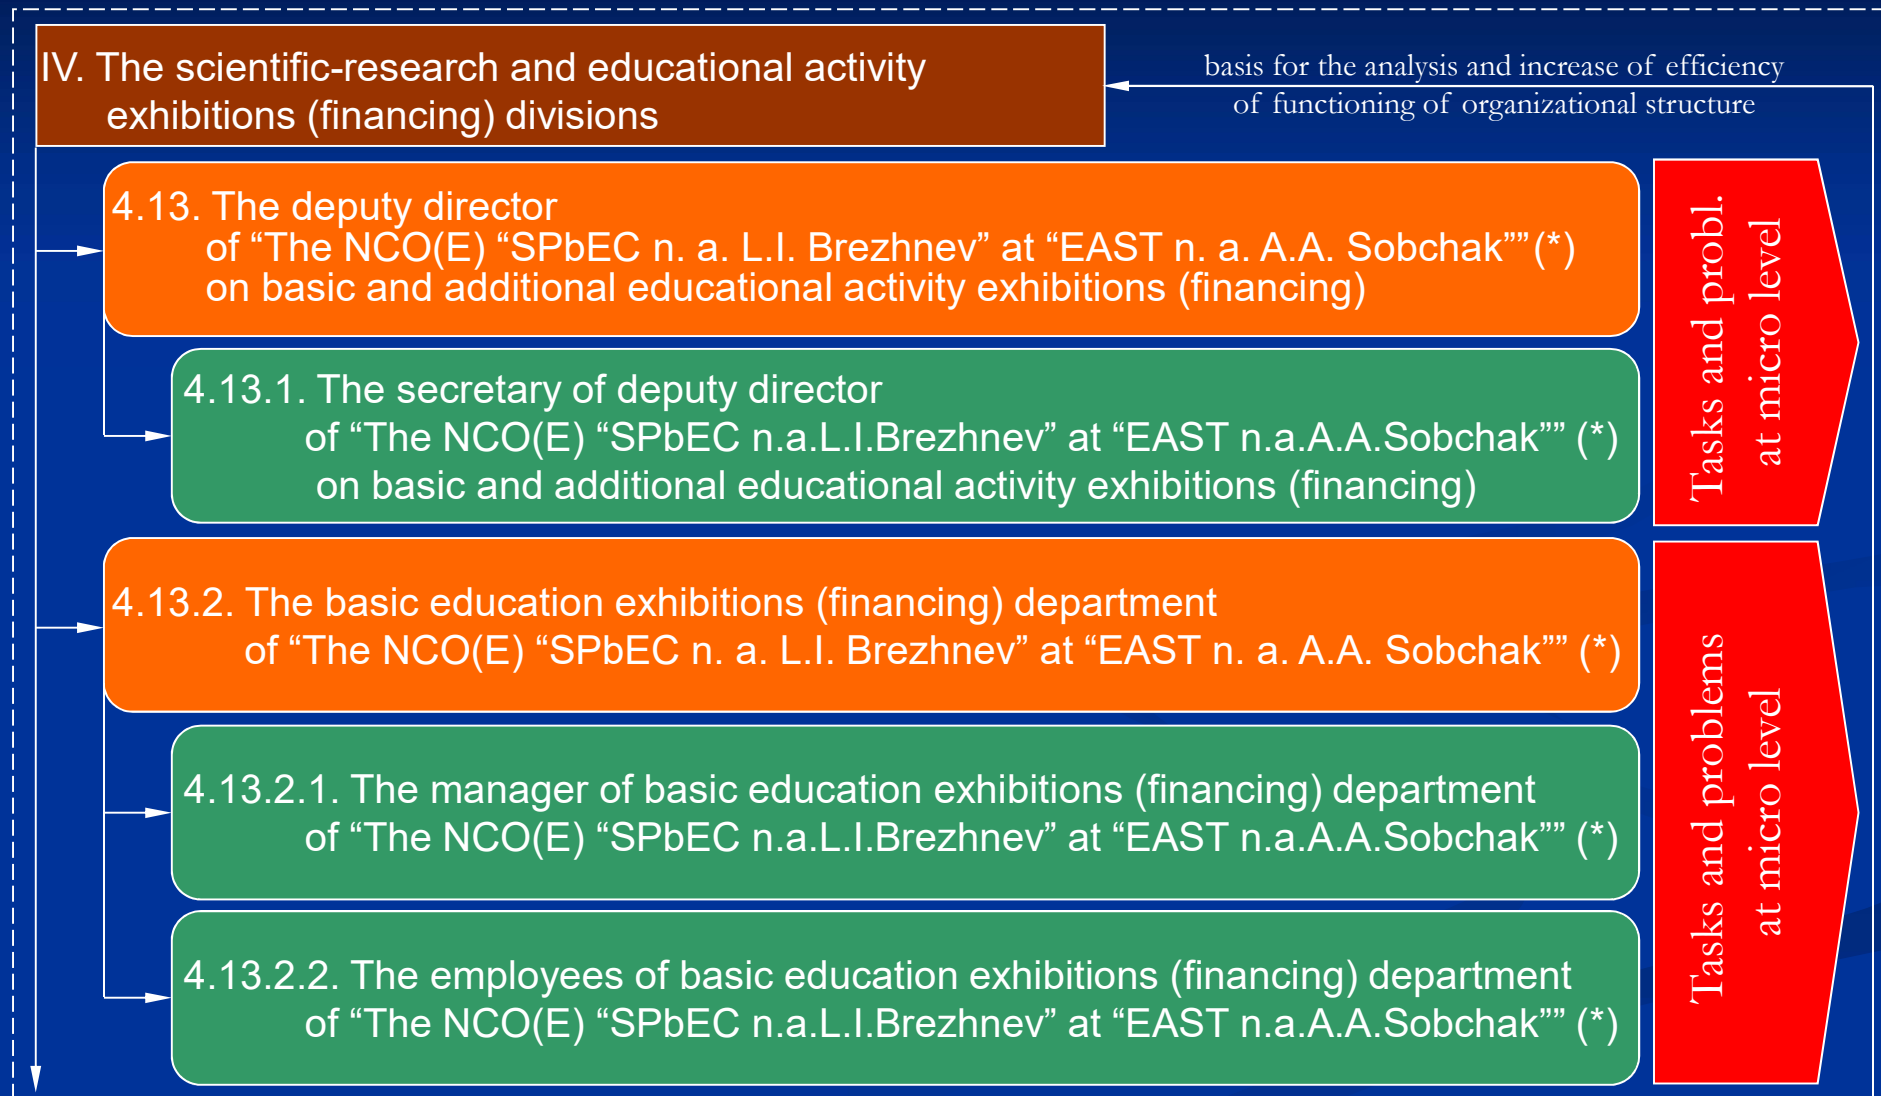 IV. The scientific-research and educational activity
exhibitions (financing) divisions
basis for the analysis and increase of efficiency
of functioning of organizational structure
4.13. The deputy director
of “The NCO(E) “SPbEC n. a. L.I. Brezhnev” at “EAST n. a. A.A. Sobchak”” (*)
on basic and additional educational activity exhibitions (financing)
4.13.1. The secretary of deputy director
of “The NCO(E) “SPbEC n.a.L.I.Brezhnev” at “EAST n.a.A.A.Sobchak”” (*)
on basic and additional educational activity exhibitions (financing)
Tasks and probl.
at micro level
4.13.2. The basic education exhibitions (financing) department
of “The NCO(E) “SPbEC n. a. L.I. Brezhnev” at “EAST n. a. A.A. Sobchak”” (*)
4.13.2.1. The manager of basic education exhibitions (financing) department
of “The NCO(E) “SPbEC n.a.L.I.Brezhnev” at “EAST n.a.A.A.Sobchak”” (*)
4.13.2.2. The employees of basic education exhibitions (financing) department
of “The NCO(E) “SPbEC n.a.L.I.Brezhnev” at “EAST n.a.A.A.Sobchak”” (*)
Tasks and problems
at micro level